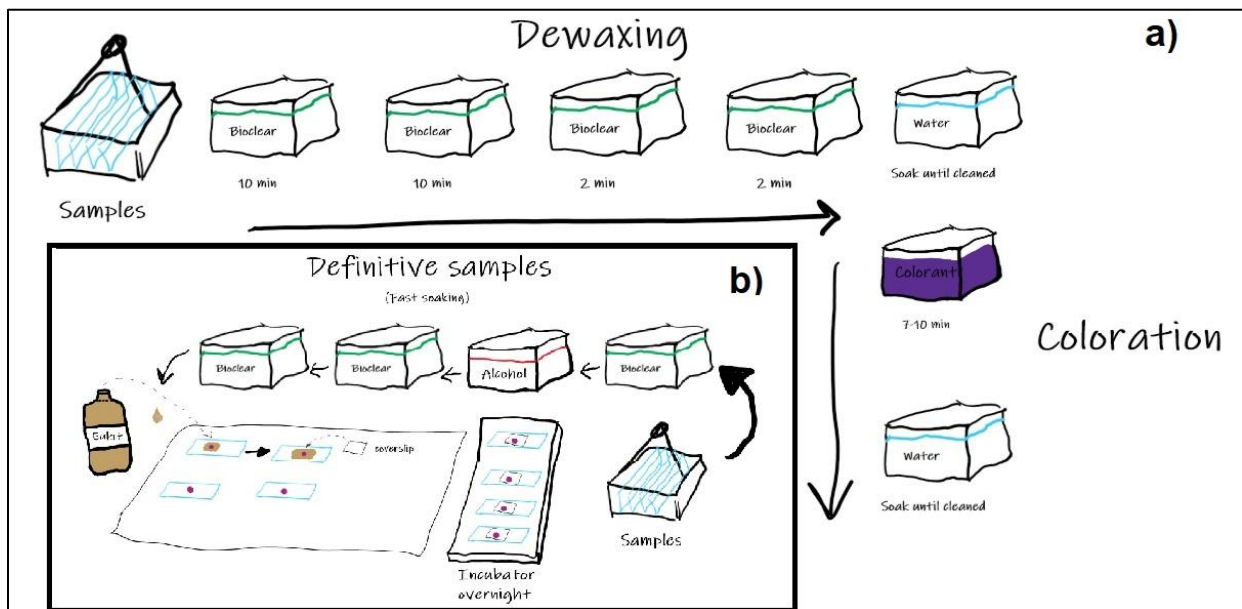 Dewaxing
a)
Bioclear
Bioclear
Bioclear
Bioclear
Water
10 min
10 min
2 min
2 min
Soak until cleaned
Samples
Colorant
7-10 min
Coloration
Water
Soak until cleaned
Definitive samples
b)
(Fast soaking)
Bioclear
Bioclear
Alcohol
Bioclear
coverslip
Samples
Incubator
overnight